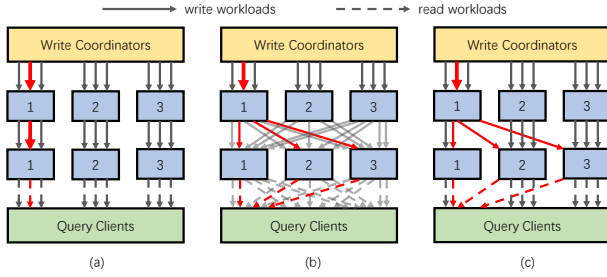 write workloads read workloads
Write Coordinators Write Coordinators Write Coordinators
1 2 3 1 2 3 1 2 3
1 2 3 1 2 3 1 2 3
Query Clients Query Clients Query Clients
(a) (b) (c)